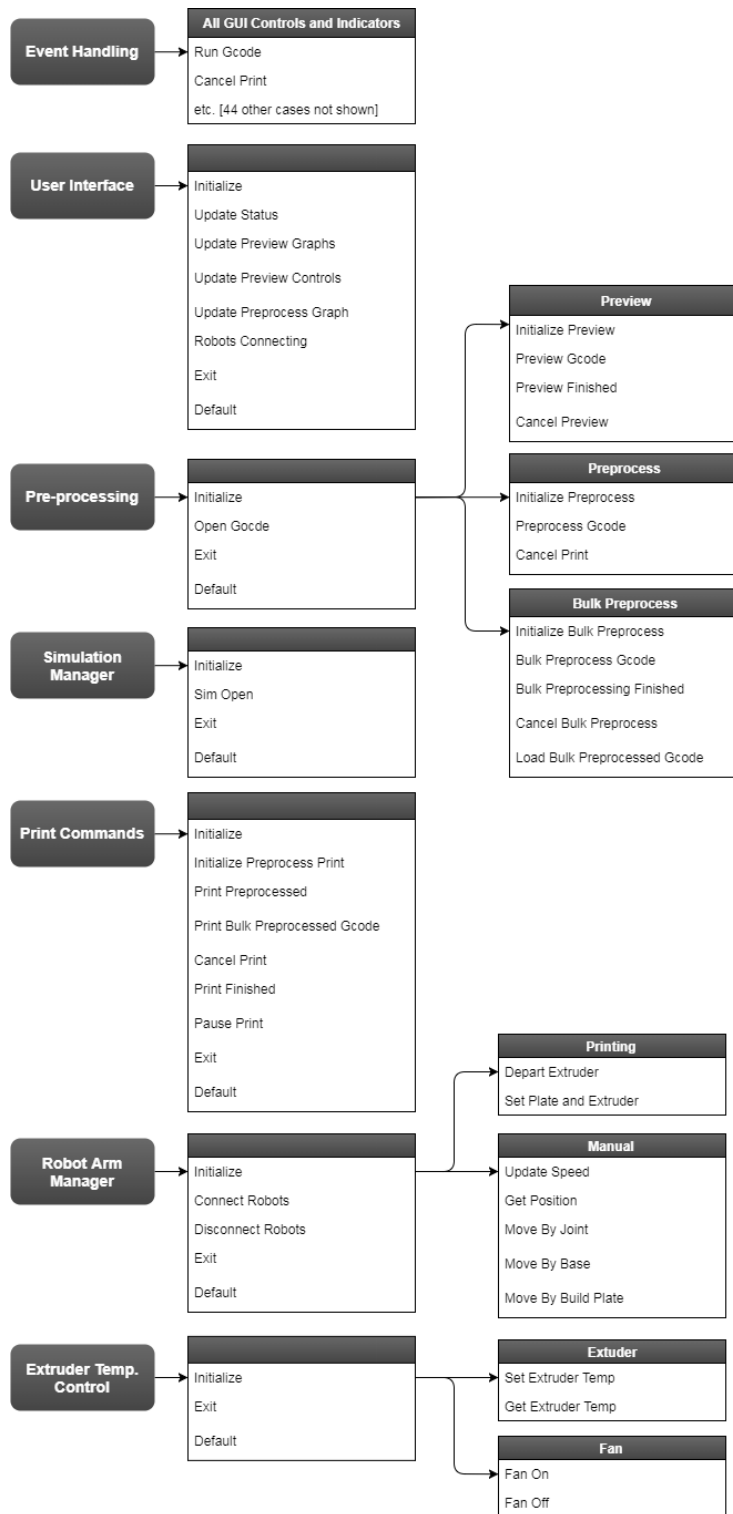 Event Handling
All GUI Controls and Indicators
Run Gcode
Cancel Print
etc. [44 other cases not shown]
User Interface
Initialize
Update Status
Update Preview Graphs
Update Preview Controls
Update Preprocess Graph
Robots Connecting
Exit
Default
Preview
Initialize Preview
Preview Gcode
Preview Finished
Cancel Preview
Pre-processing
Initialize
Open Gocde
Exit
Default
Preprocess
Initialize Preprocess
Preprocess Gcode
Cancel Print
Bulk Preprocess
Initialize Bulk Preprocess
Bulk Preprocess Gcode
Bulk Preprocessing Finished
Cancel Bulk Preprocess
Load Bulk Preprocessed Gcode
Simulation
Manager
Initialize
Sim Open
Exit
Default
Print Commands
Initialize
Initialize Preprocess Print
Print Preprocessed
Print Bulk Preprocessed Gcode
Cancel Print
Print Finished
Pause Print
Exit
Default
Printing
Depart Extruder
Set Plate and Extruder
Robot Arm
Manager
Initialize
Connect Robots
Disconnect Robots
Exit
Default
Manual
Update Speed
Get Position
Move By Joint
Move By Base
Move By Build Plate
Extruder Temp.
Control
Initialize
Exit
Default
Extuder
Set Extruder Temp
Get Extruder Temp
Fan
Fan On
Fan Off